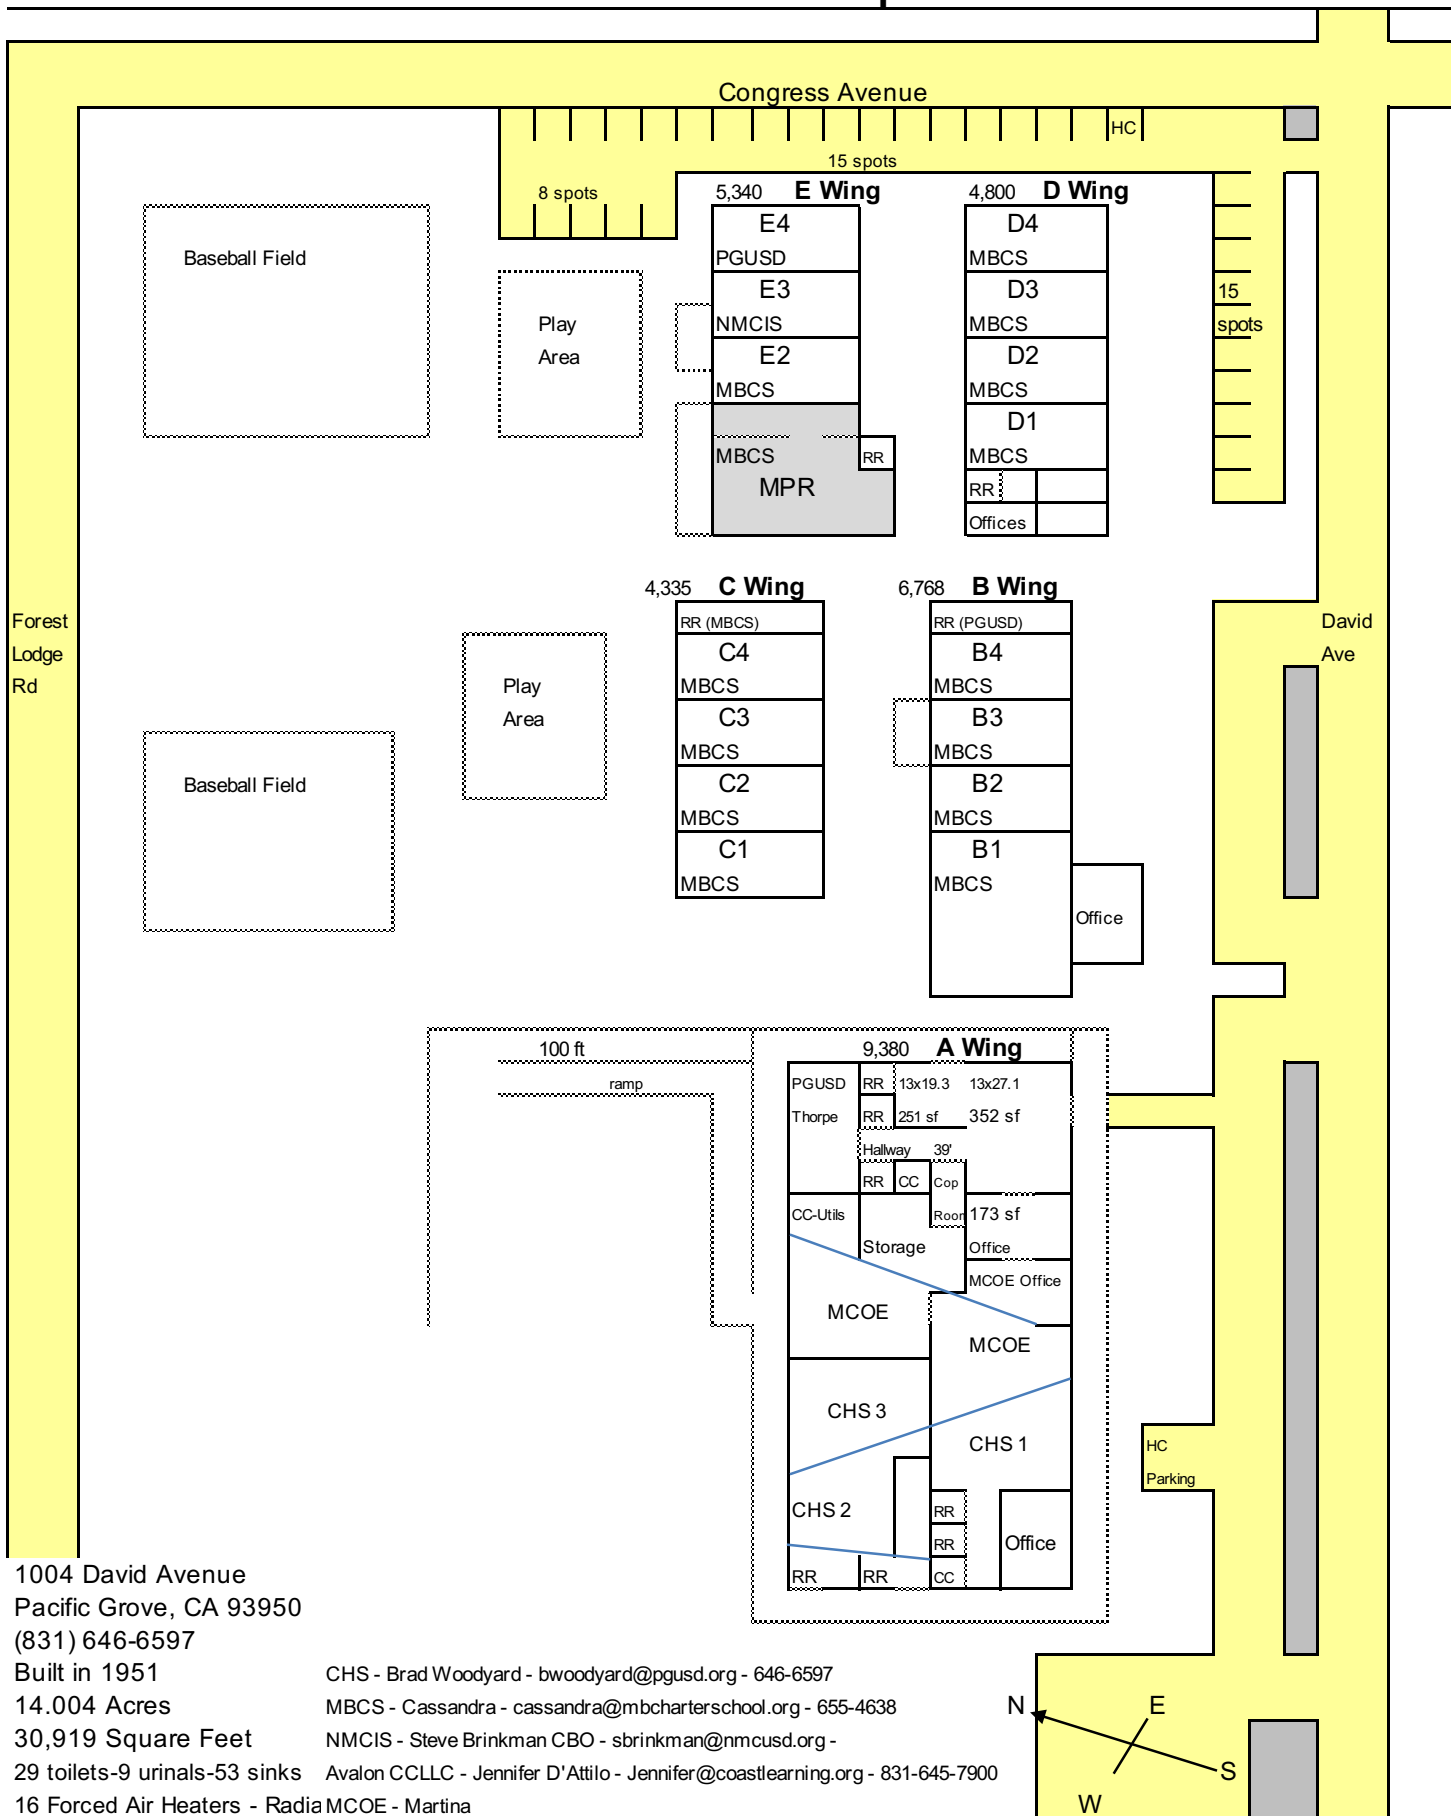 Congress Avenue
HC
15 spots
8 spots
5,340 E Wing
4,800 D Wing
E4
PGUSD
E3
NMCIS
E2
MBCS
MBCS
RR
MPR
D4
MBCS
D3
MBCS
D2
MBCS
D1
MBCS
RR
Offices
15
spots
Baseball Field
Play
Area
4,335 C Wing
6,768 B Wing
Forest
Lodge
Rd
David
Ave
RR (MBCS)
C4
MBCS
C3
MBCS
C2
MBCS
C1
MBCS
RR (PGUSD)
B4
MBCS
B3
MBCS
B2
MBCS
B1
MBCS
Office
Play
Area
Baseball Field
100 ft
ramp
9,380 A Wing
PGUSD RR 13x19.3 13x27.1
Thorpe RR 251 sf 352 sf
Hallway 39'
RR CC Cop
CC-Utils Room 173 sf
Storage Office
MCOE Office
MCOE
MCOE
CHS 3
CHS 1
HC
Parking
CHS 2
RR
RR
Office
RR RR CC
1004 David Avenue
Pacific Grove, CA 93950
(831) 646-6597
Built in 1951
14.004 Acres
30,919 Square Feet
29 toilets-9 urinals-53 sinks
16 Forced Air Heaters - Radia
CHS - Brad Woodyard - bwoodyard@pgusd.org - 646-6597
MBCS - Cassandra - cassandra@mbcharterschool.org - 655-4638
NMCIS - Steve Brinkman CBO - sbrinkman@nmcusd.org -
Avalon CCLLC - Jennifer D'Attilo - Jennifer@coastlearning.org - 831-645-7900
MCOE - Martina
N E
S
W